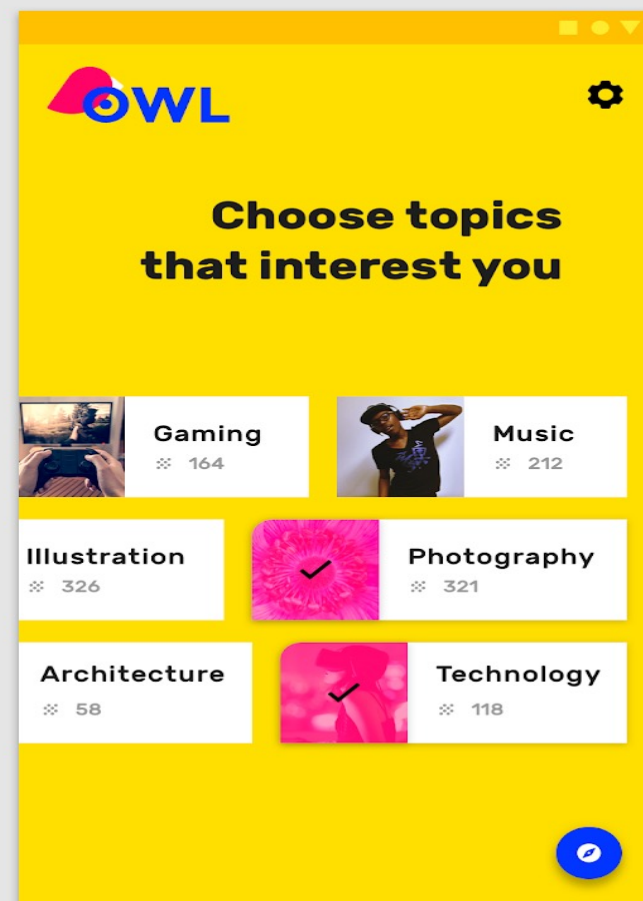 OWL
Choose topics
that interest you
Gaming
164
Music
212
Illustration
326
Photography
321
Architecture
58
Technology
118